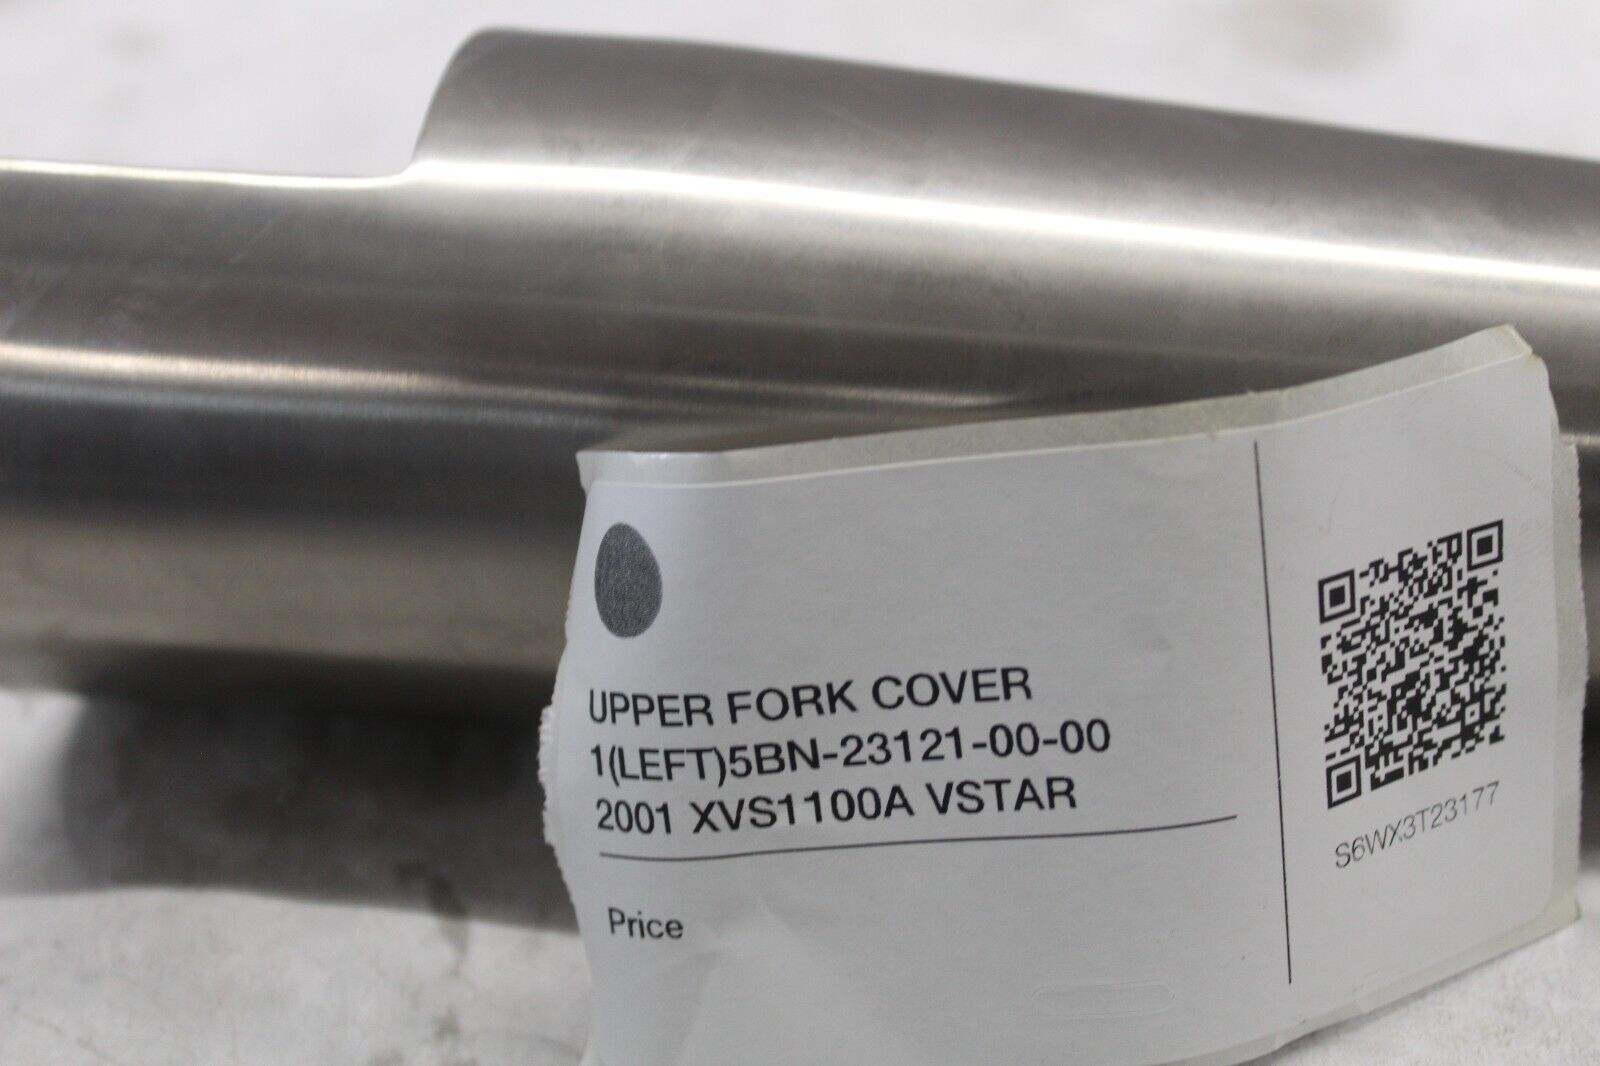 UPPER FORK COVER
1(LEFT)5BN-23121-00-00
2001 XVS1100A VSTAR
Price
S6WX3T23177